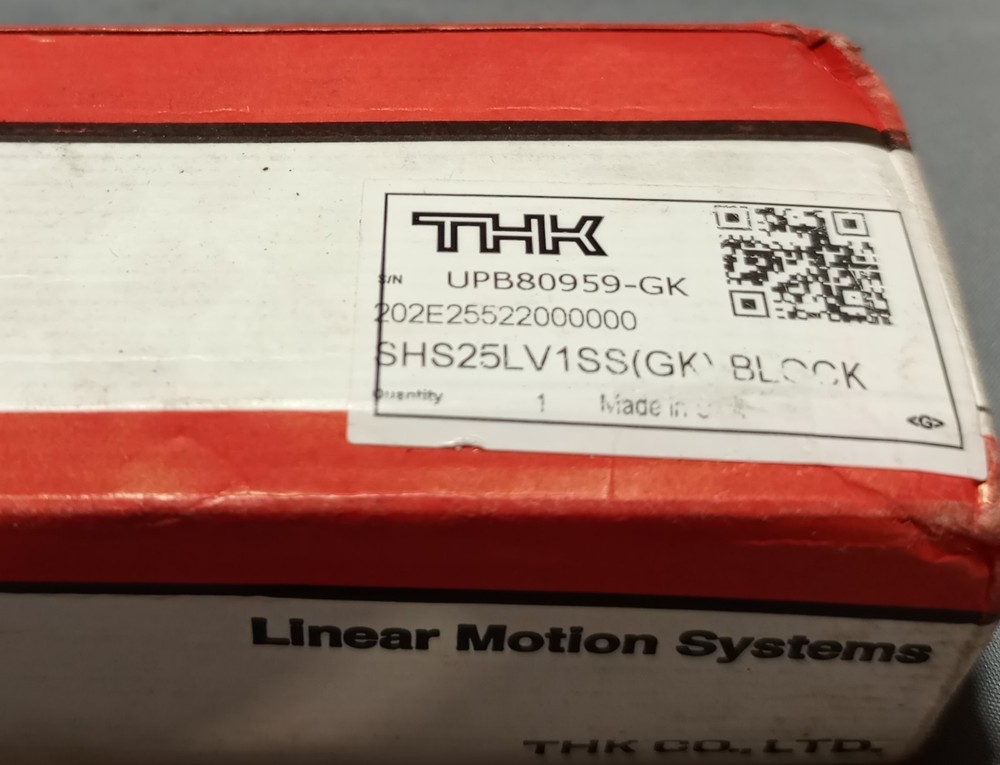 THK
S/N UPB80959-GK
202E25522000000
SHS25LV1SS(GK) BLOCK
Quantity 1 Made in
<G>
Linear Motion Systems
THK CO., LTD.